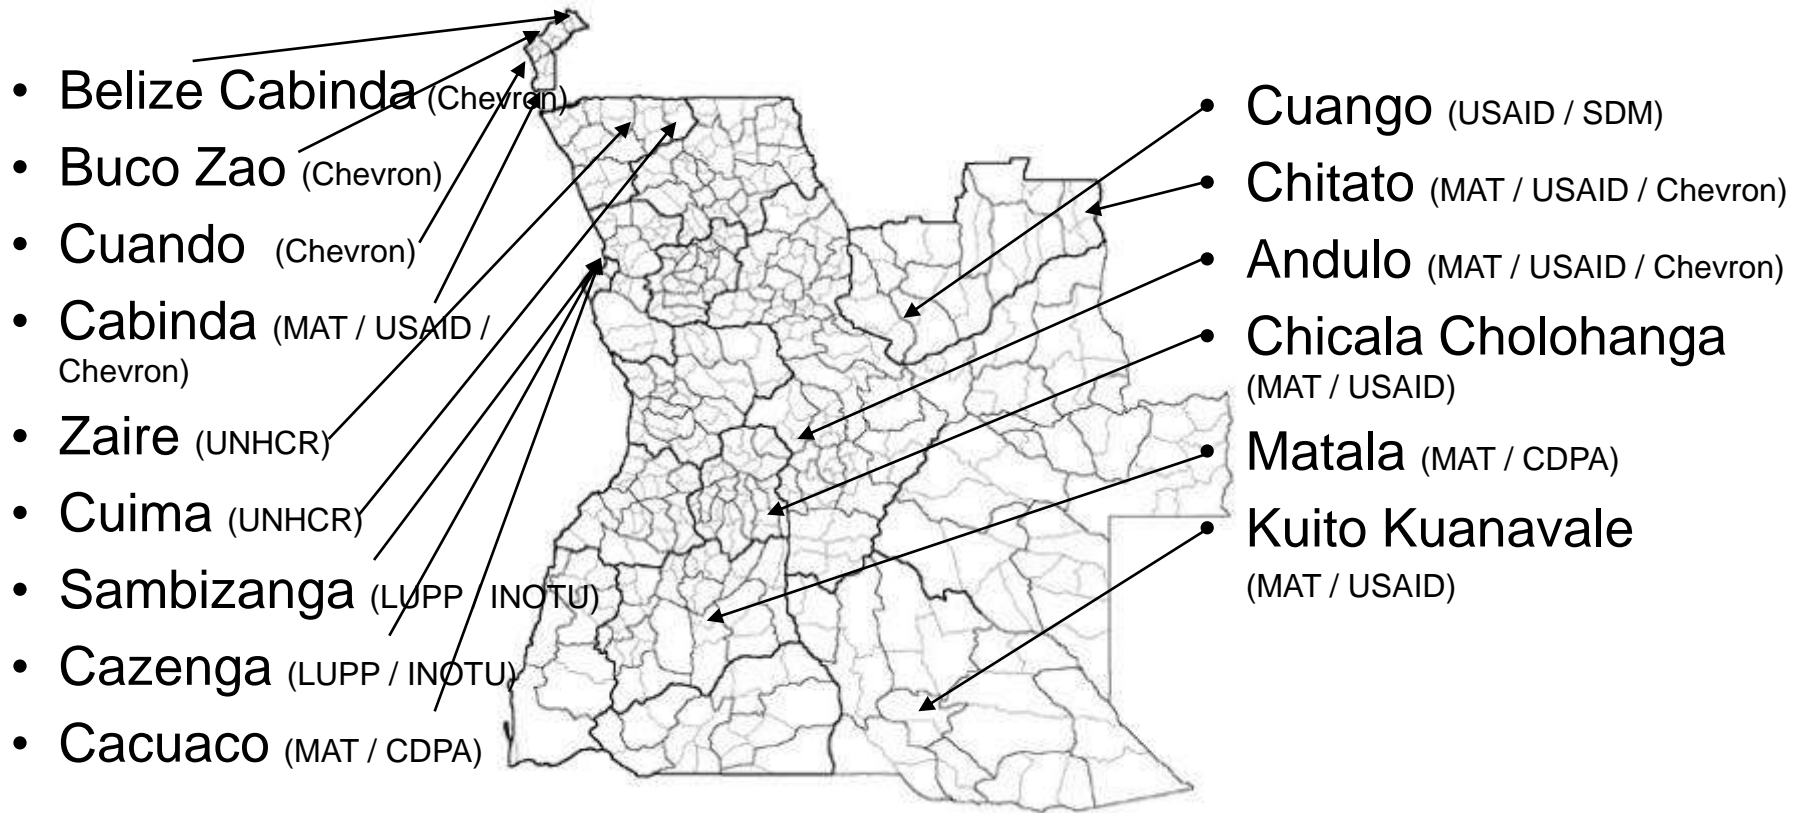 • Belize Cabinda (Chevron)
• Buco Zao (Chevron)
• Cuando (Chevron)
• Cabinda (MAT / USAID /
Chevron)
• Zaire (UNHCR)
• Cuima (UNHCR)
• Sambizanga (LUPP INOTU)
• Cazenga (LUPP / INOTU)
• Cacuaco (MAT / CDPA)
• Cuango (USAID / SDM)
• Chitato (MAT / USAID / Chevron)
• Andulo (MAT / USAID / Chevron)
• Chicala Cholohanga
(MAT / USAID)
• Matala (MAT / CDPA)
• Kuito Kuanavale
(MAT / USAID)